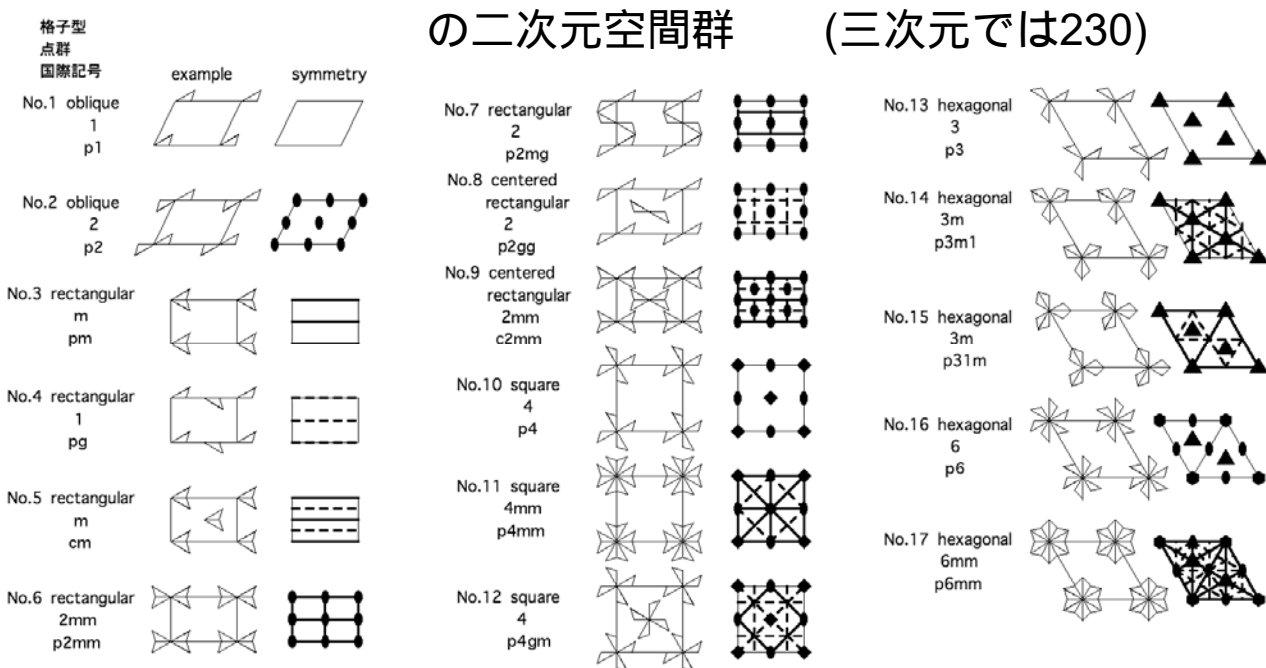 の二次元空間群 (三次元では230)
格子型
点群
国際記号
example symmetry
No.1 oblique
1
p1
No.2 oblique
2
p2
No.3 rectangular
m
pm
No.4 rectangular
1
pg
No.5 rectangular
m
cm
No.6 rectangular
2mm
p2mm
No.7 rectangular
2
p2mg
No.8 centered
rectangular
2
p2gg
No.9 centered
rectangular
2mm
c2mm
No.10 square
4
p4
No.11 square
4mm
p4mm
No.12 square
4
p4gm
No.13 hexagonal
3
p3
No.14 hexagonal
3m
p3m1
No.15 hexagonal
3m
p31m
No.16 hexagonal
6
p6
No.17 hexagonal
6mm
p6mm